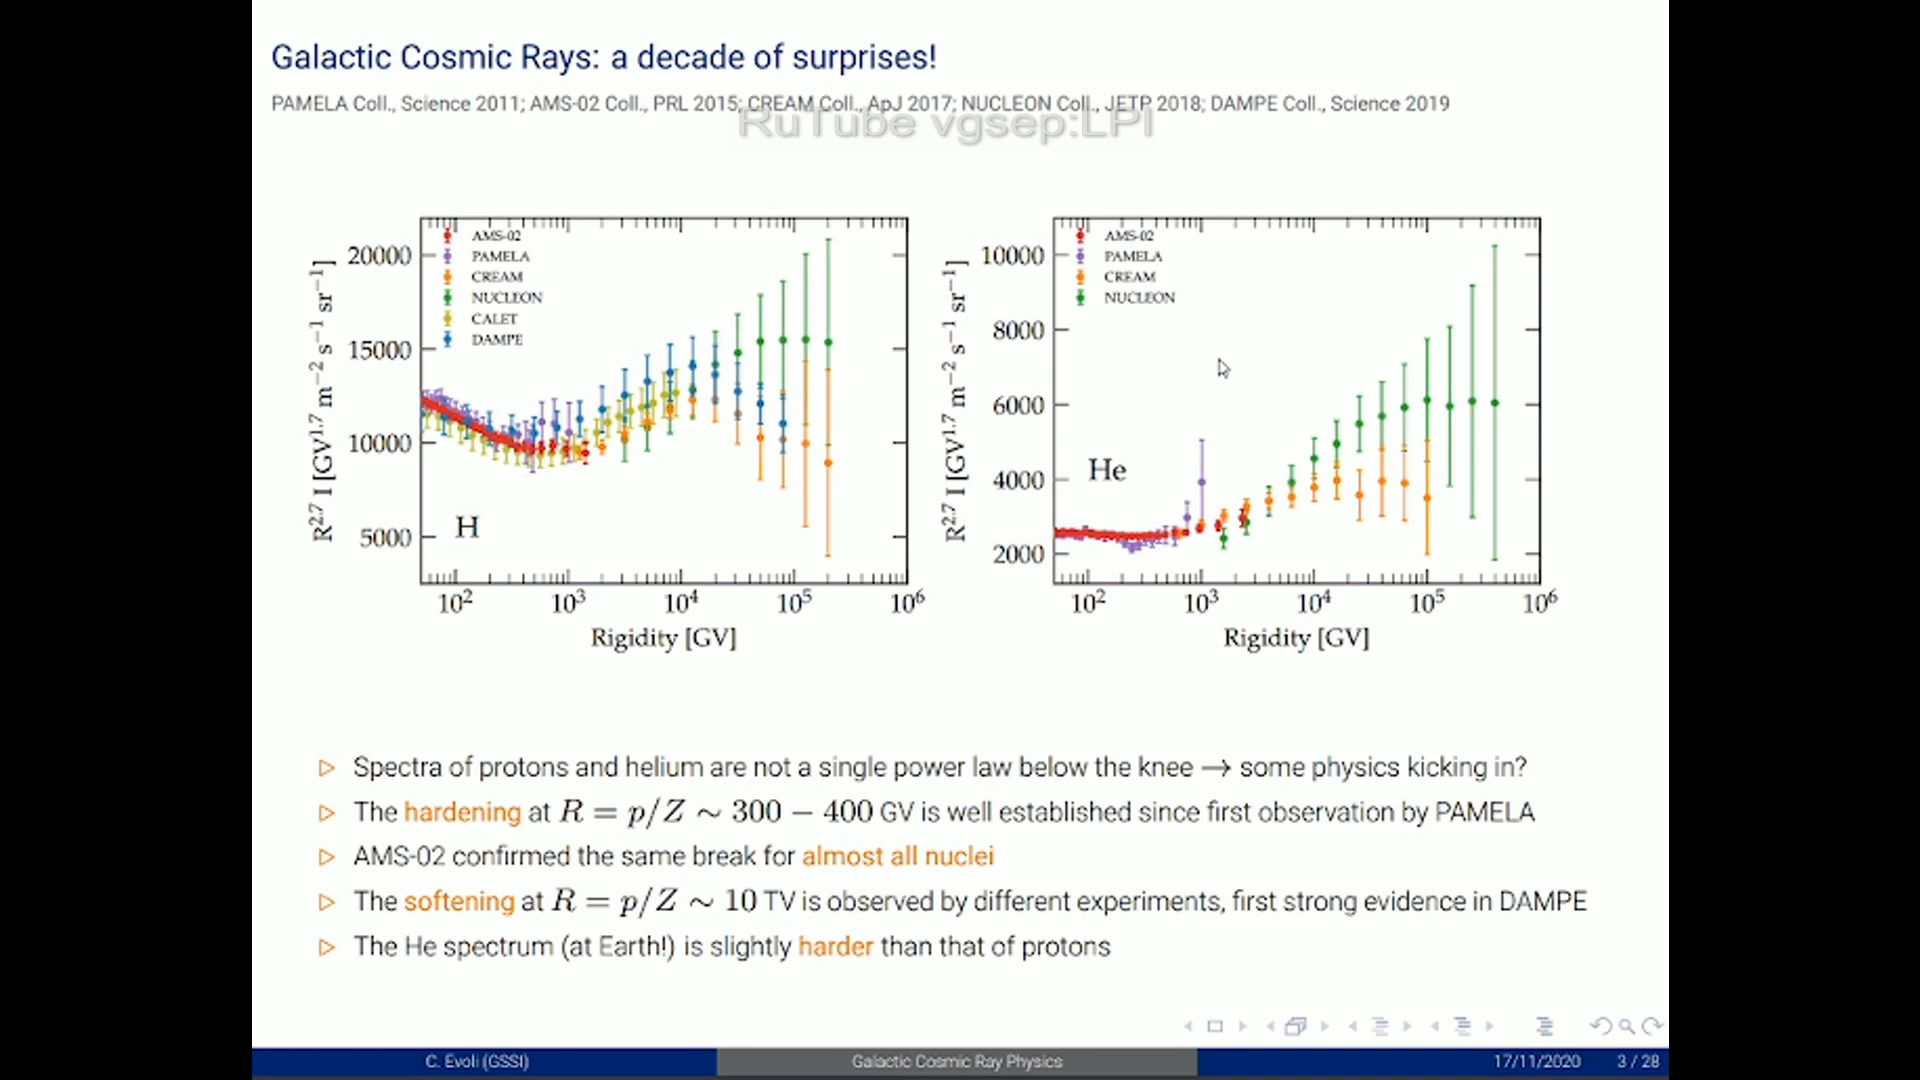 Galactic Cosmic Rays: a decade of surprises!
PAMELA Coll., Science 2011; AMS-02 Coll., PRL 2015; CREAM Coll., ApJ 2017; NUCLEON Coll., JETP 2018; DAMPE Coll., Science 2019
RuTube vgsep:LPI
AMS-02
PAMELA
CREAM
NUCLEON
CALET
DAMPE
20000
15000
10000
5000
R^2.7 I [GV^1.7 m^−2 s^−1 sr^−1]
H
10^2 10^3 10^4 10^5 10^6
Rigidity [GV]
AMS-02
PAMELA
CREAM
NUCLEON
10000
8000
6000
4000
2000
R^2.7 I [GV^1.7 m^−2 s^−1 sr^−1]
He
10^2 10^3 10^4 10^5 10^6
Rigidity [GV]
▷ Spectra of protons and helium are not a single power law below the knee → some physics kicking in?
▷ The hardening at R = p/Z ∼ 300 − 400 GV is well established since first observation by PAMELA
▷ AMS-02 confirmed the same break for almost all nuclei
▷ The softening at R = p/Z ∼ 10 TV is observed by different experiments, first strong evidence in DAMPE
▷ The He spectrum (at Earth!) is slightly harder than that of protons
C. Evoli (GSSI) Galactic Cosmic Ray Physics 17/11/2020 3 / 28